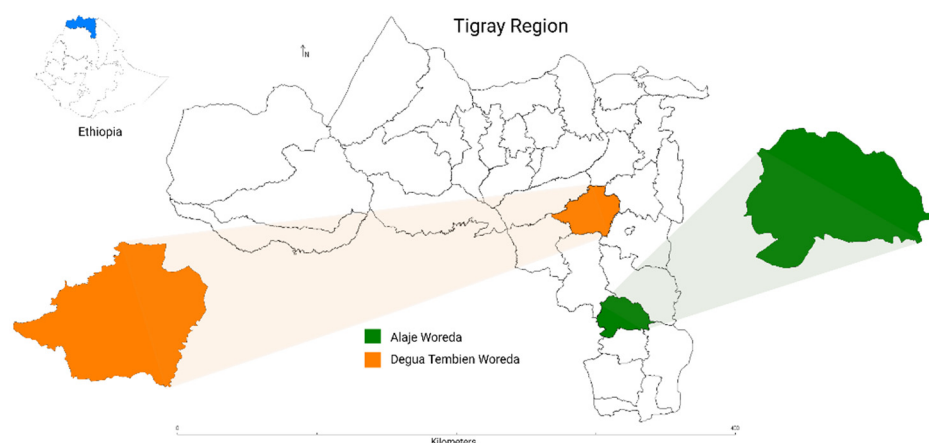 Tigray Region
N
Ethiopia
Alaje Woreda
Degua Tembien Woreda
0 400
Kilometers